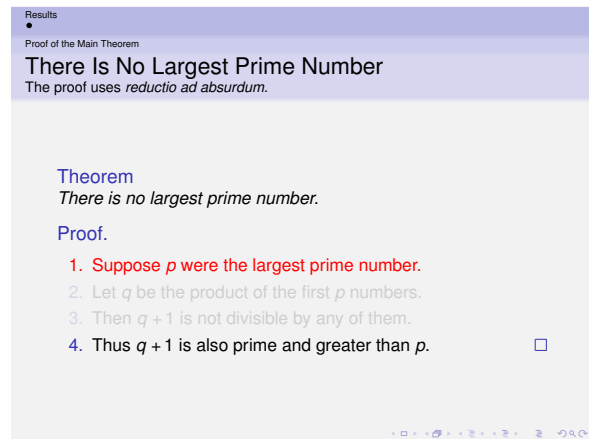 Results
Proof of the Main Theorem
There Is No Largest Prime Number
The proof uses reductio ad absurdum.
Theorem
There is no largest prime number.
Proof.
1. Suppose p were the largest prime number.
2. Let q be the product of the first p numbers.
3. Then q + 1 is not divisible by any of them.
4. Thus q + 1 is also prime and greater than p.